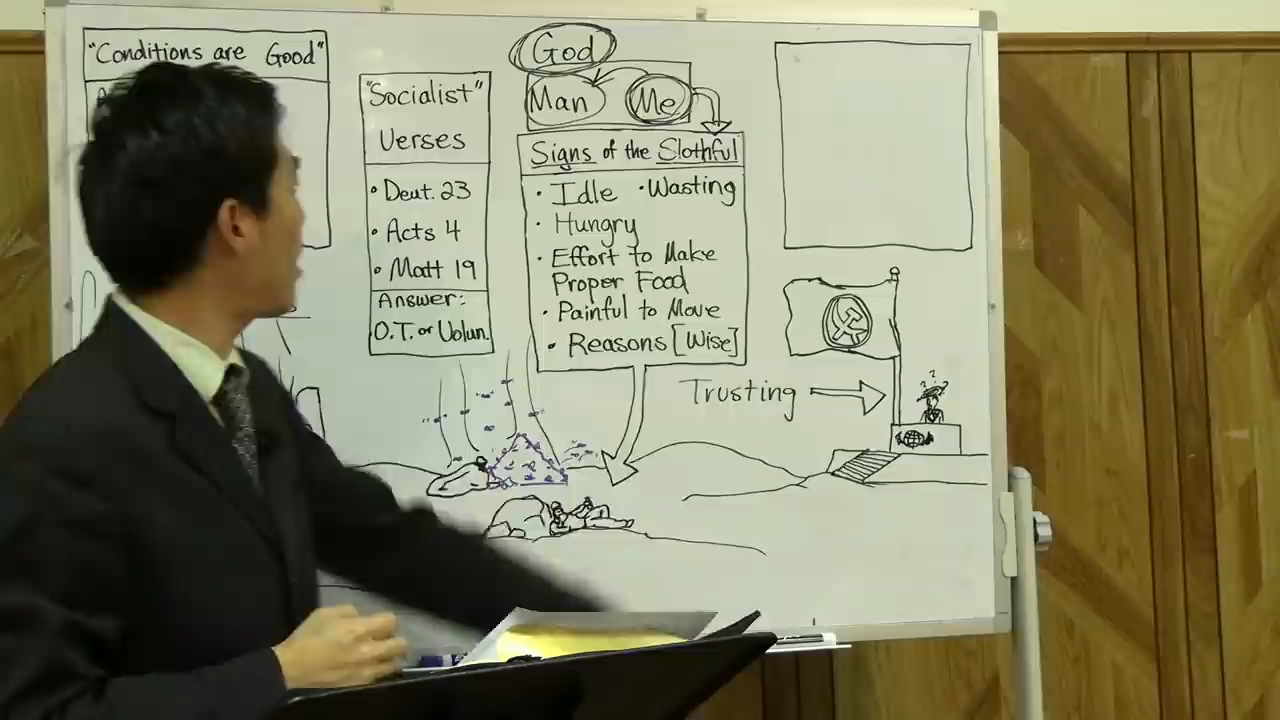 "Conditions are Good"
"Socialist"
Verses
• Deut. 23
• Acts 4
• Matt 19
Answer:
O.T. or Volun.
God
Man
Me
Signs of the Slothful
• Idle • Wasting
• Hungry
• Effort to Make
Proper Food
• Painful to Move
• Reasons [Wise]
Trusting
? ? ?